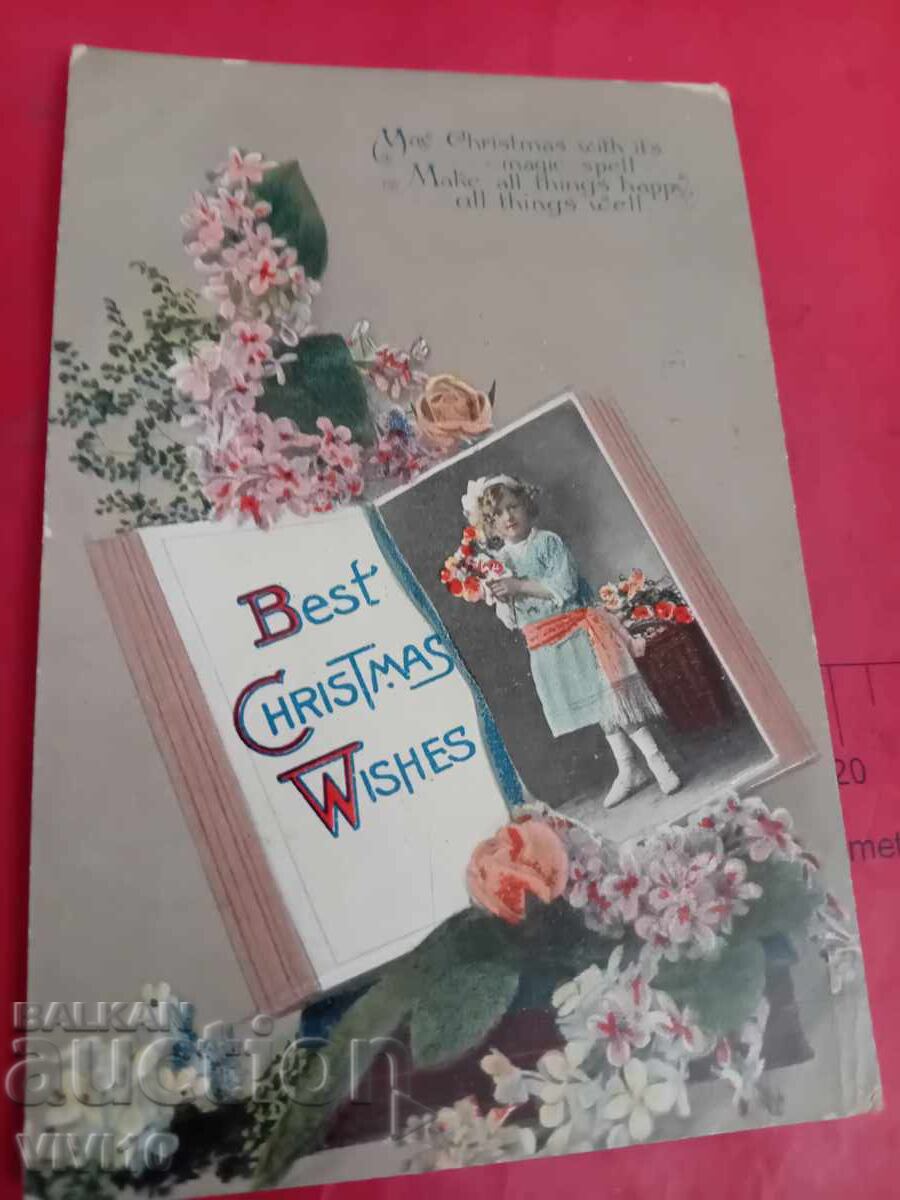 May Christmas with it's
magic spell
Make all things happy
all things well
Best
Christmas
Wishes
20
met
BALKAN
auction
VIVI10